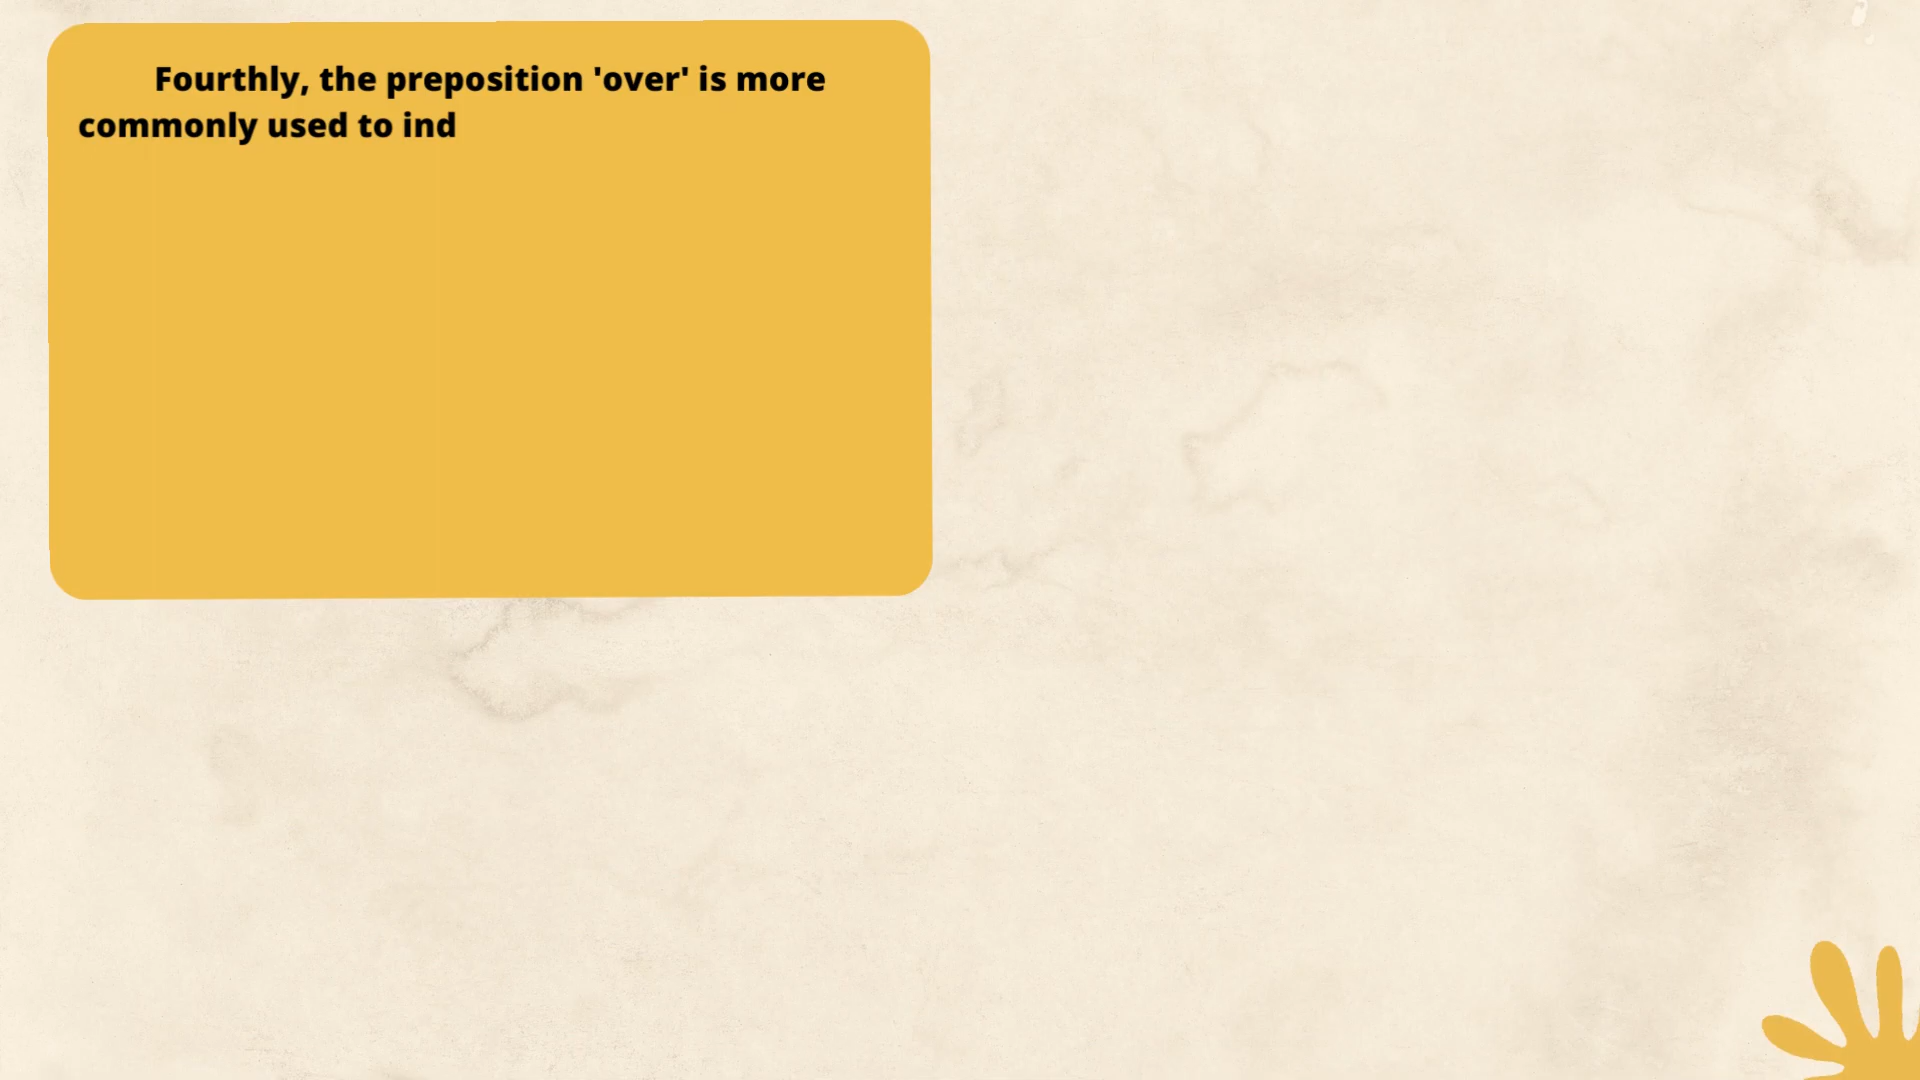 Fourthly, the preposition 'over' is more
commonly used to ind